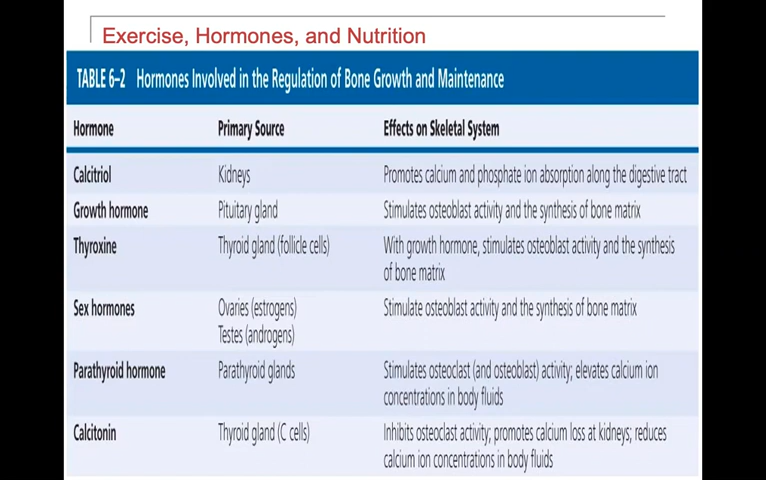 Exercise, Hormones, and Nutrition
TABLE 6–2 Hormones Involved in the Regulation of Bone Growth and Maintenance
Hormone Primary Source Effects on Skeletal System
Calcitriol Kidneys Promotes calcium and phosphate ion absorption along the digestive tract
Growth hormone Pituitary gland Stimulates osteoblast activity and the synthesis of bone matrix
Thyroxine Thyroid gland (follicle cells) With growth hormone, stimulates osteoblast activity and the synthesis
of bone matrix
Sex hormones Ovaries (estrogens) Stimulate osteoblast activity and the synthesis of bone matrix
Testes (androgens)
Parathyroid hormone Parathyroid glands Stimulates osteoclast (and osteoblast) activity; elevates calcium ion
concentrations in body fluids
Calcitonin Thyroid gland (C cells) Inhibits osteoclast activity; promotes calcium loss at kidneys; reduces
calcium ion concentrations in body fluids